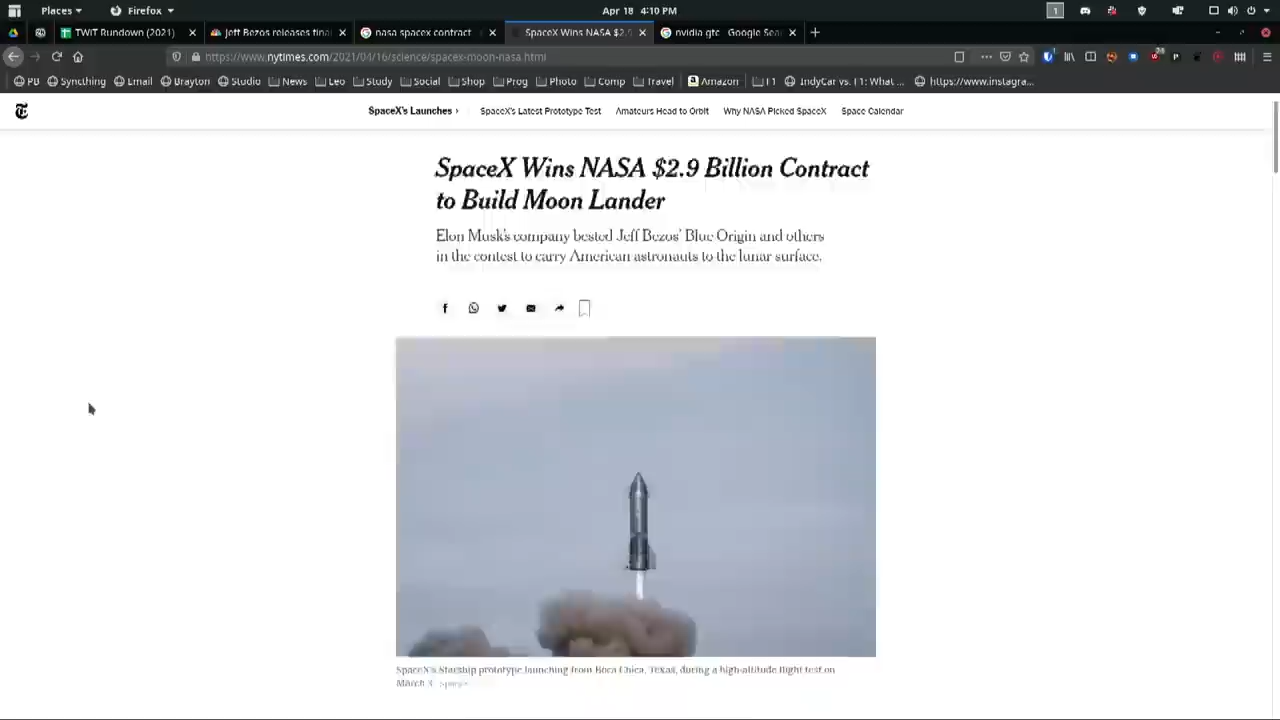 Places
Firefox
Apr 18 4:10 PM
1
TWiT Rundown (2021)
Jeff Bezos releases fina
nasa spacex contract
SpaceX Wins NASA $2.9
nvidia gtc - Google Sea
https://www.nytimes.com/2021/04/16/science/spacex-moon-nasa.html
PB
Syncthing
Email
Brayton
Studio
News
Leo
Study
Social
Shop
Prog
Photo
Comp
Travel
Amazon
F1
IndyCar vs. F1: What ...
https://www.instagra...
SpaceX's Launches
SpaceX's Latest Prototype Test
Amateurs Head to Orbit
Why NASA Picked SpaceX
Space Calendar
SpaceX Wins NASA $2.9 Billion Contract
to Build Moon Lander
Elon Musk's company bested Jeff Bezos' Blue Origin and others
in the contest to carry American astronauts to the lunar surface.
SpaceX's Starship prototype launching from Boca Chica, Texas, during a high-altitude flight test on
March